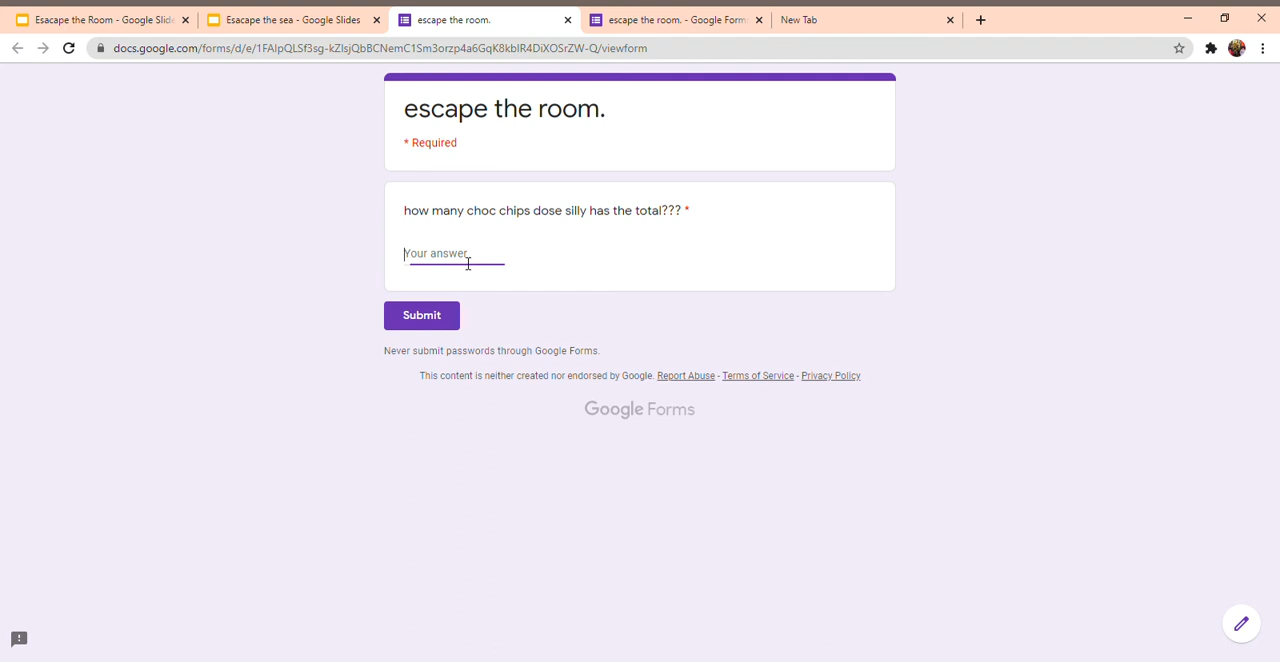 Escape the Room - Google Slide
Escapae the sea - Google Slides
escape the room.
escape the room. - Google Form
New Tab
docs.google.com/forms/d/e/1FAIpQLSf3sg-kZlsjQbBCNemC1Sm3orzp4a6GqK8kbIR4DiXOSrZW-Q/viewform
escape the room.
* Required
how many choc chips dose silly has the total??? *
Your answer
Submit
Never submit passwords through Google Forms.
This content is neither created nor endorsed by Google. Report Abuse - Terms of Service - Privacy Policy
Google Forms